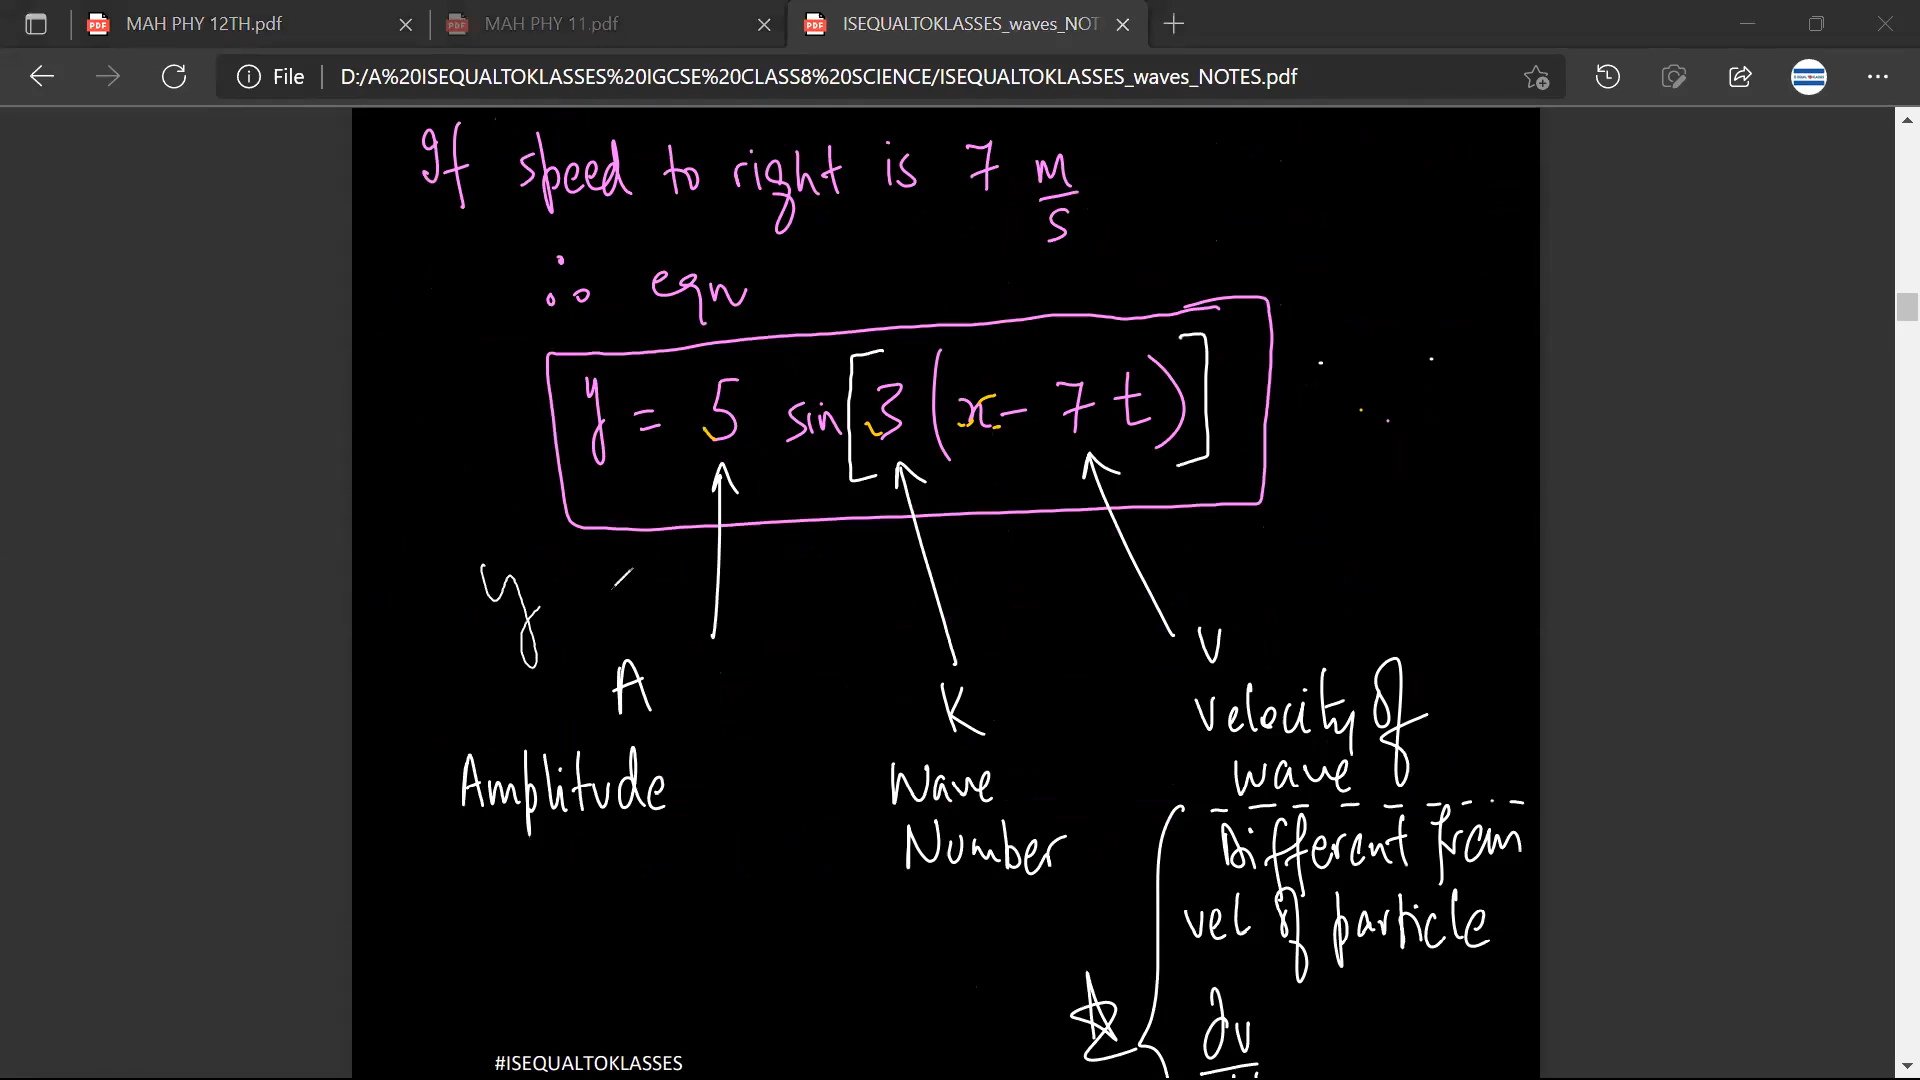 MAH PHY 12TH.pdf
MAH PHY 11.pdf
ISEQUALTOKLASSES_waves_NOT
File
D:/A%20ISEQUALTOKLASSES%20IGCSE%20CLASS8%20SCIENCE/ISEQUALTOKLASSES_waves_NOTES.pdf
If speed to right is 7 m/s
∴ eqn
y = 5 sin[3(x - 7t)]
y
A
Amplitude
K
Wave
Number
V
Velocity of
wave
Different from
vel of particle
#ISEQUALTOKLASSES